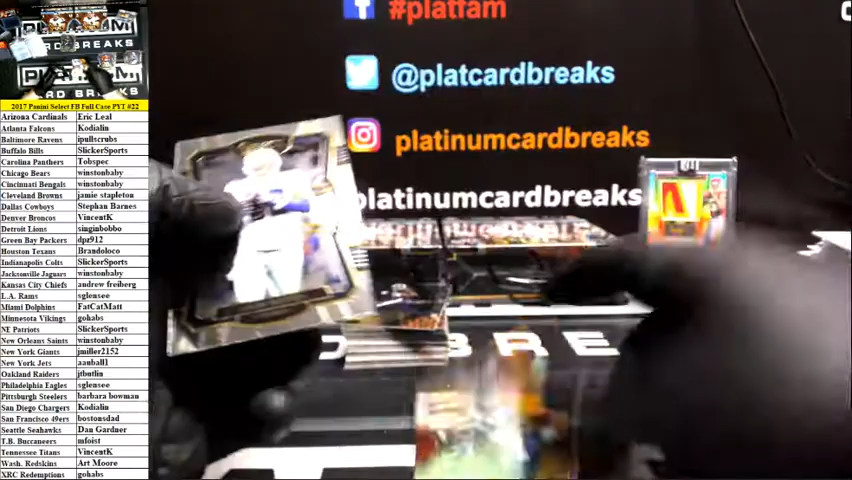 #platfam
@platcardbreaks
platinumcardbreaks
platinumcardbreaks
ARD BREAKS
2017 Panini Select FB Full Case PYT #22
Arizona Cardinals Eric Leal
Atlanta Falcons Kodialin
Baltimore Ravens ipullscrubs
Buffalo Bills SlickerSports
Carolina Panthers Tobspec
Chicago Bears winstonbaby
Cincinnati Bengals winstonbaby
Cleveland Browns jamie stapleton
Dallas Cowboys Stephan Barnes
Denver Broncos VincentK
Detroit Lions singinbobbo
Green Bay Packers dpz912
Houston Texans Brandoloco
Indianapolis Colts SlickerSports
Jacksonville Jaguars winstonbaby
Kansas City Chiefs andrew freiberg
L.A. Rams sglensee
Miami Dolphins FatCatMatt
Minnesota Vikings gohabs
NE Patriots SlickerSports
New Orleans Saints winstonbaby
New York Giants jmiller2152
New York Jets aauball1
Oakland Raiders jtbutlin
Philadelphia Eagles sglensee
Pittsburgh Steelers barbara bowman
San Diego Chargers Kodialin
San Francisco 49ers bostonsdad
Seattle Seahawks Dan Gardner
T.B. Buccaneers mfoist
Tennessee Titans VincentK
Wash. Redskins Art Moore
XRC Redemptions gohabs
BRE